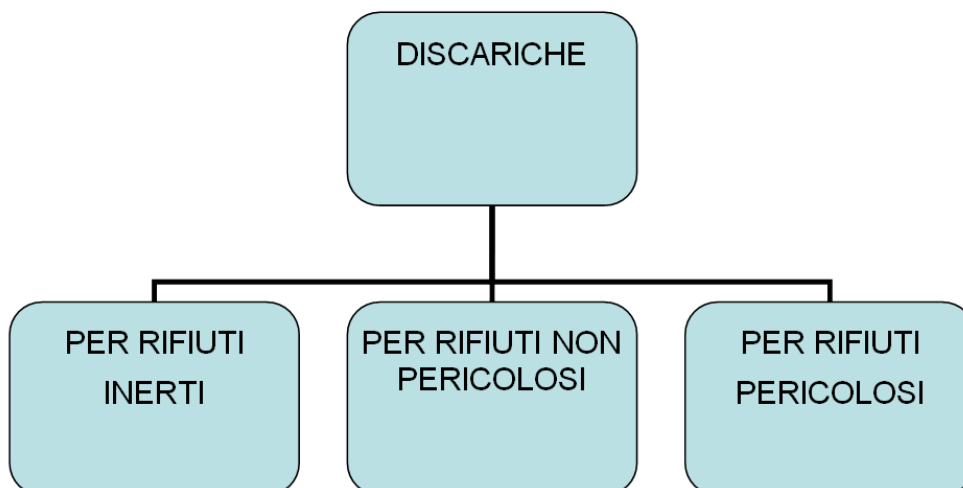 DISCARICHE
PER RIFIUTI
INERTI
PER RIFIUTI NON
PERICOLOSI
PER RIFIUTI
PERICOLOSI